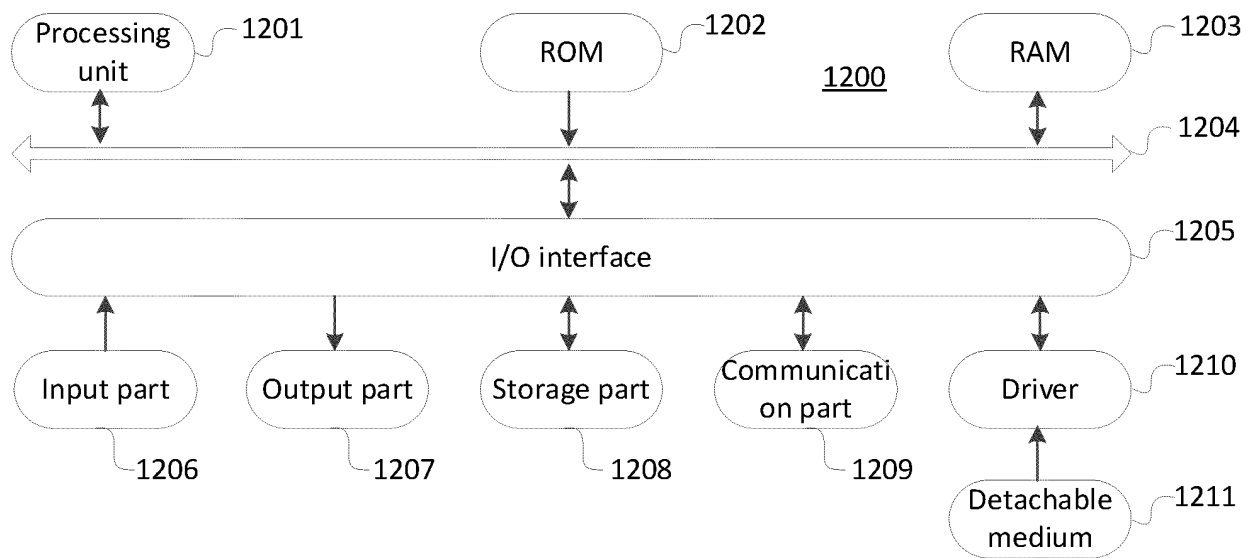 Processing
unit
1201
ROM
1202
1200
RAM
1203
1204
I/O interface
1205
Input part
Output part
Storage part
Communicati
on part
Driver
1210
1206
1207
1208
1209
Detachable
medium
1211